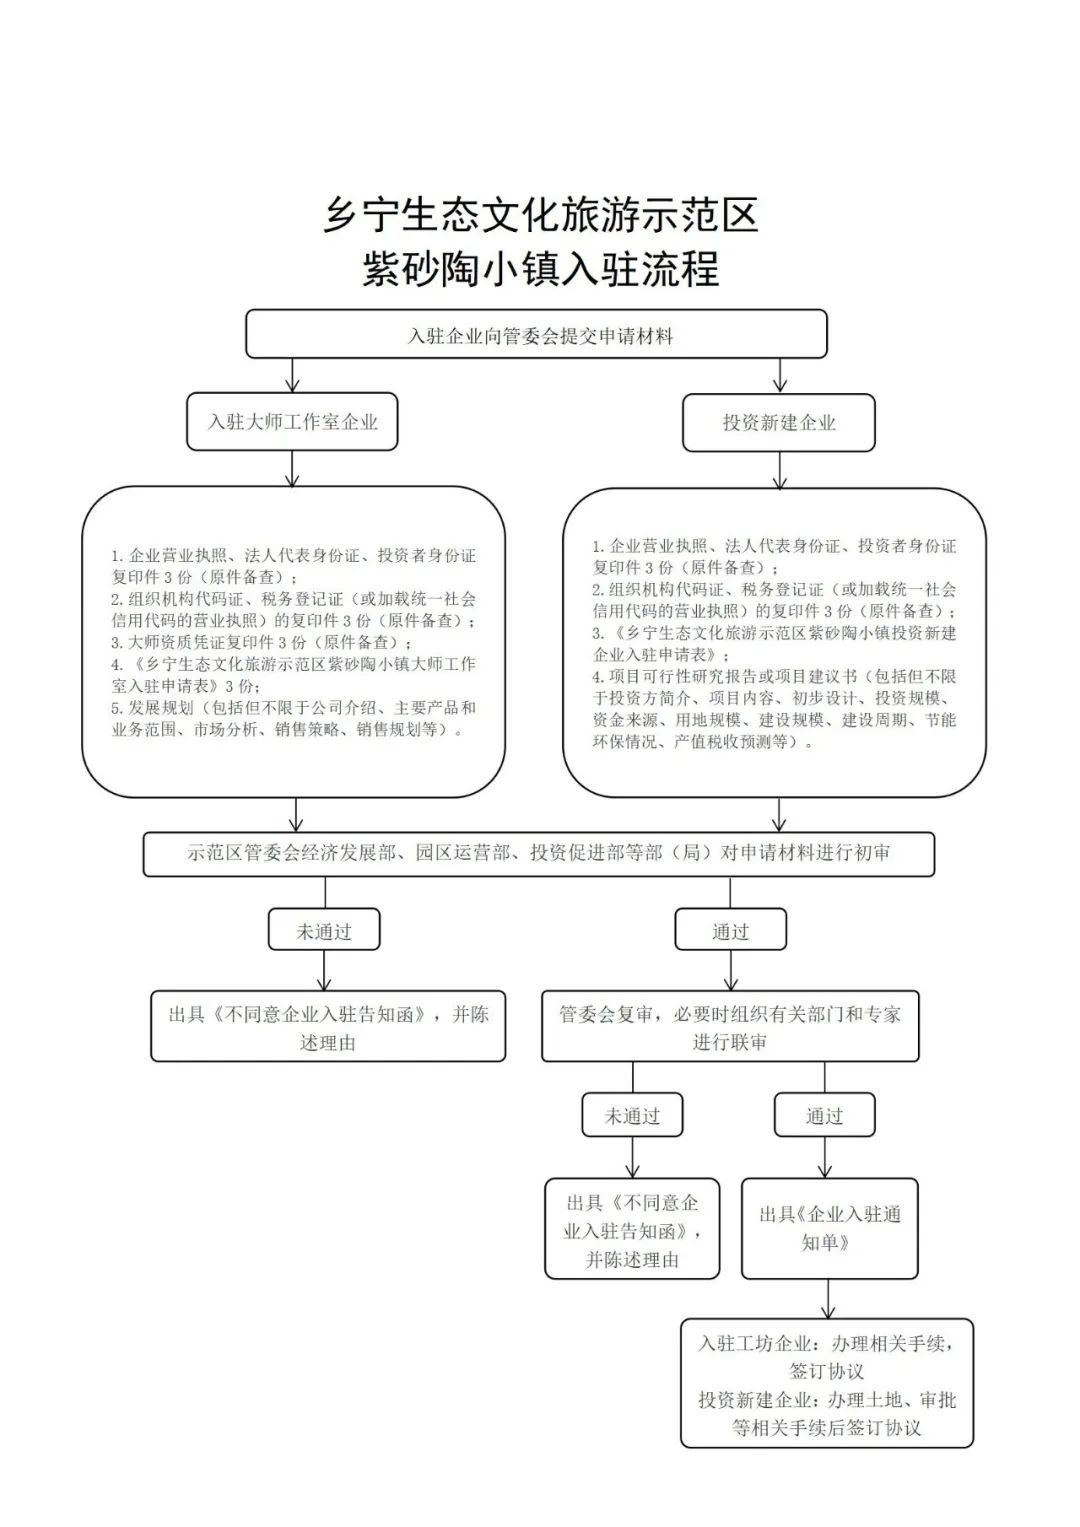 乡宁生态文化旅游示范区
紫砂陶小镇入驻流程
入驻企业向管委会提交申请材料
入驻大师工作室企业
投资新建企业
1.企业营业执照、法人代表身份证、投资者身份证
复印件3份（原件备查）；
2.组织机构代码证、税务登记证（或加载统一社会
信用代码的营业执照）的复印件3份（原件备查）；
3.大师资质凭证复印件3份（原件备查）；
4.《乡宁生态文化旅游示范区紫砂陶小镇大师工作
室入驻申请表》3份；
5.发展规划（包括但不限于公司介绍、主要产品和
业务范围、市场分析、销售策略、销售规划等）。
1.企业营业执照、法人代表身份证、投资者身份证
复印件3份（原件备查）；
2.组织机构代码证、税务登记证（或加载统一社会
信用代码的营业执照）的复印件3份（原件备查）；
3.《乡宁生态文化旅游示范区紫砂陶小镇投资新建
企业入驻申请表》；
4.项目可行性研究报告或项目建议书（包括但不限
于投资方简介、项目内容、初步设计、投资规模、
资金来源、用地规模、建设规模、建设周期、节能
环保情况、产值税收预测等）。
示范区管委会经济发展部、园区运营部、投资促进部等部（局）对申请材料进行初审
未通过
通过
出具《不同意企业入驻告知函》，并陈
述理由
管委会复审，必要时组织有关部门和专家
进行联审
未通过
通过
出具《不同意企
业入驻告知函》，
并陈述理由
出具《企业入驻通
知单》
入驻工坊企业：办理相关手续，
签订协议
投资新建企业：办理土地、审批
等相关手续后签订协议